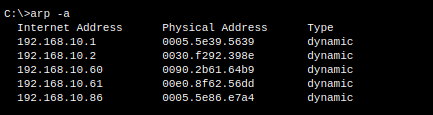 C:\>arp -a
Internet Address Physical Address Type
192.168.10.1 0005.5e39.5639 dynamic
192.168.10.2 0030.f292.398e dynamic
192.168.10.60 0090.2b61.64b9 dynamic
192.168.10.61 00e0.8f62.56dd dynamic
192.168.10.86 0005.5e86.e7a4 dynamic